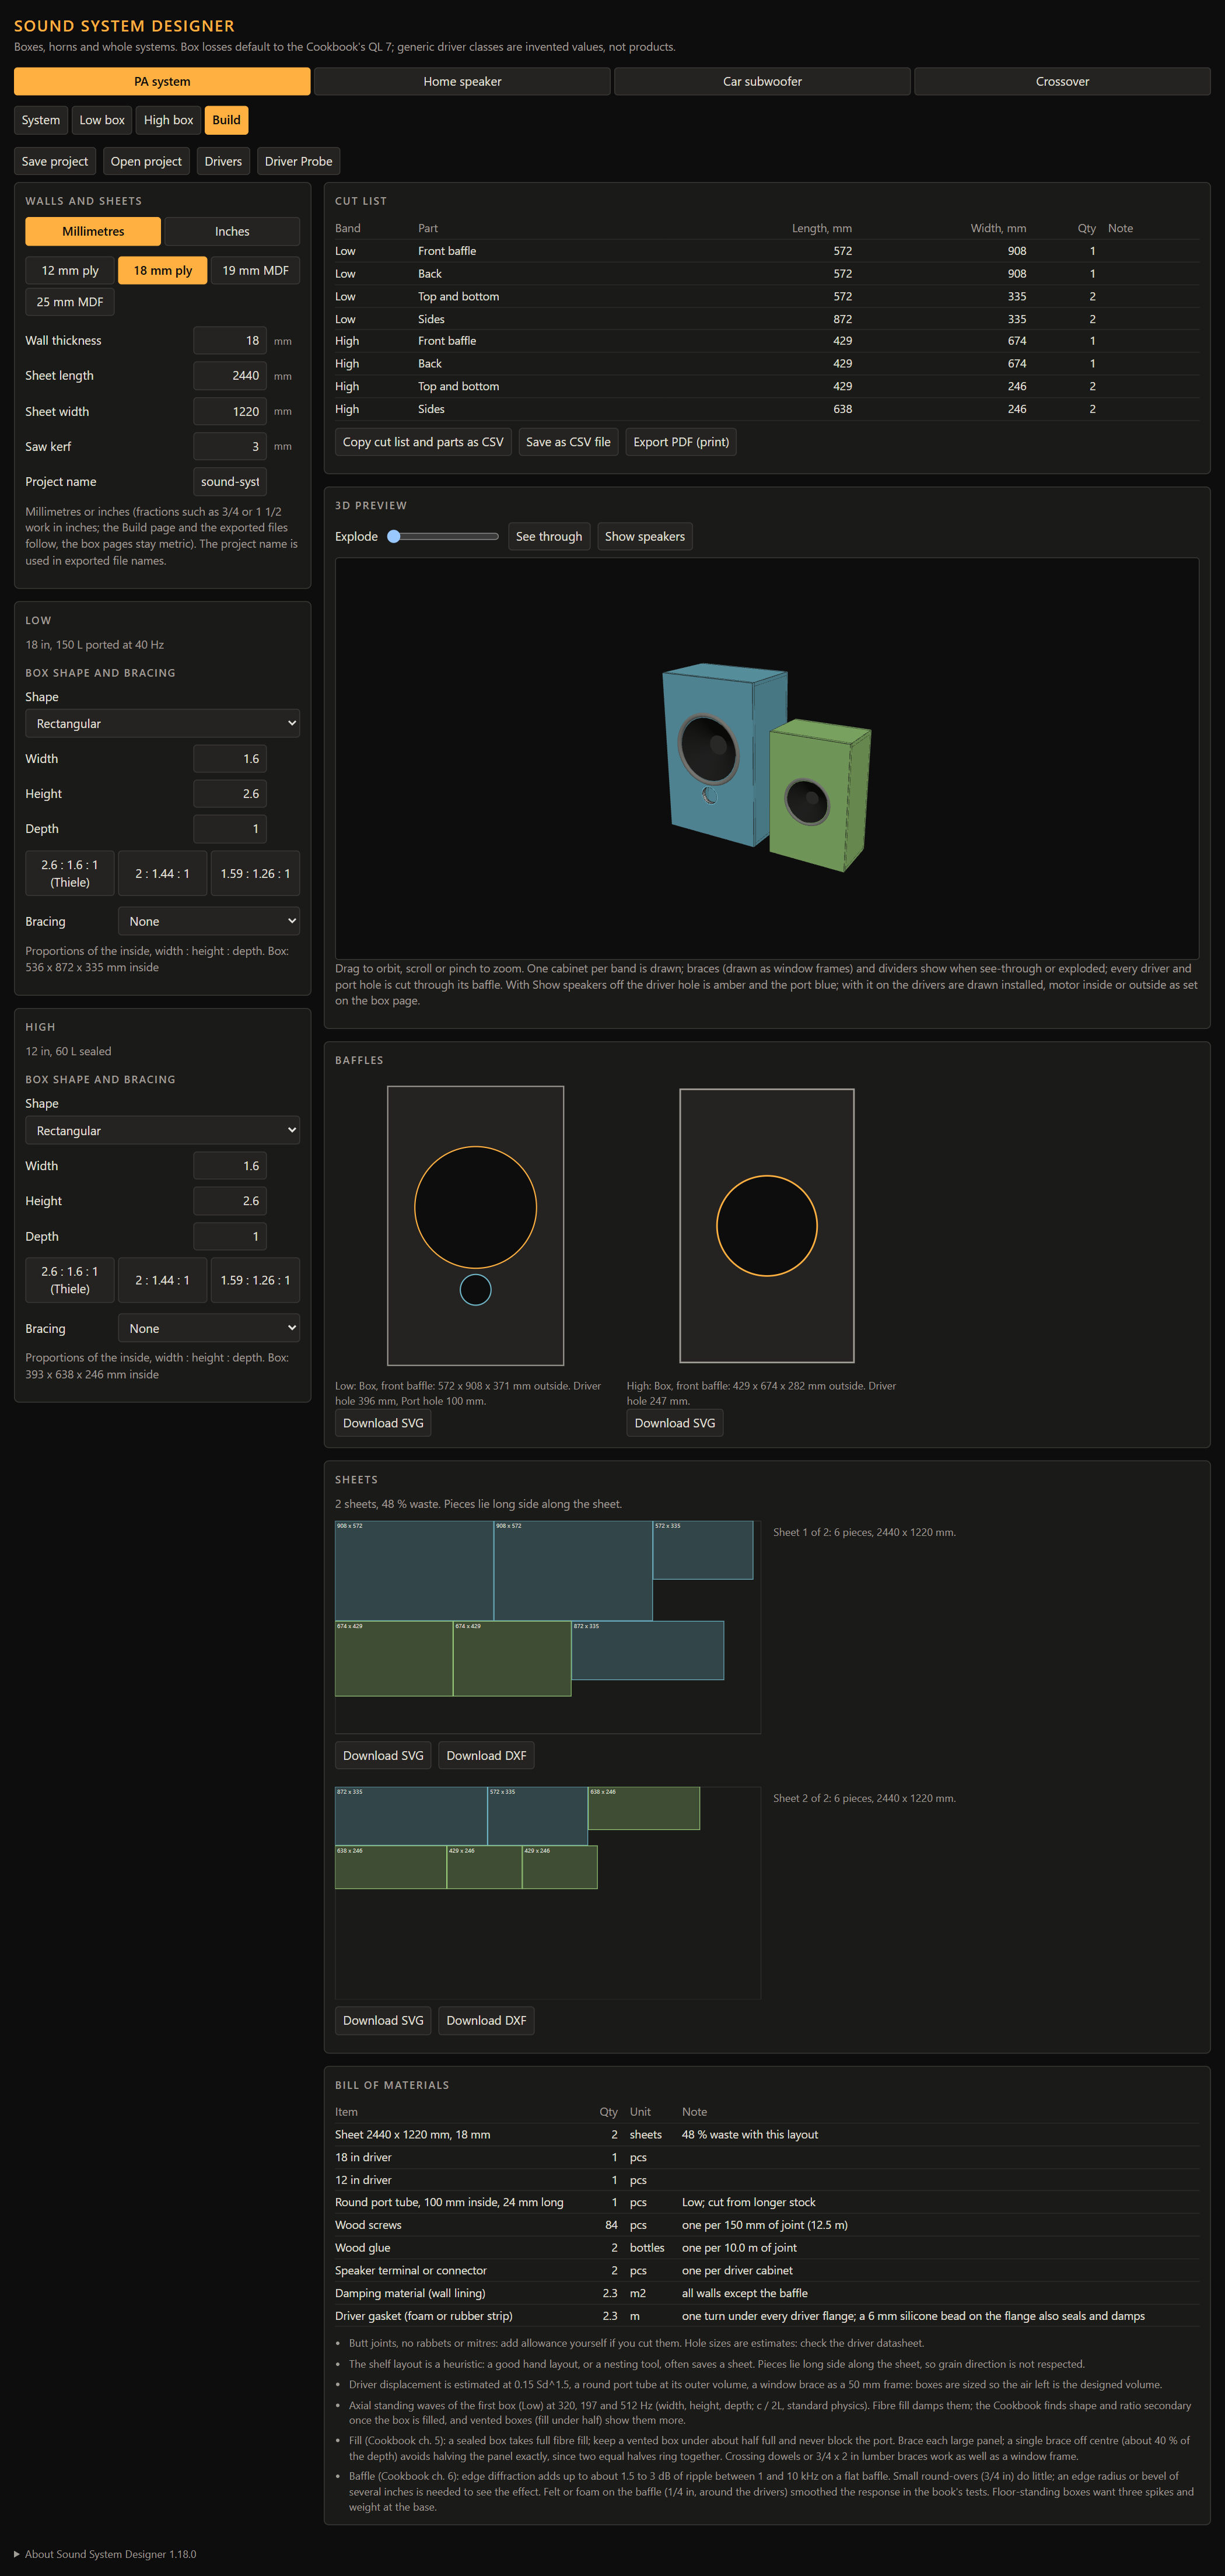 SOUND SYSTEM DESIGNER
Boxes, horns and whole systems. Box losses default to the Cookbook's QL 7; generic driver classes are invented values, not products.
PA system
Home speaker
Car subwoofer
Crossover
System
Low box
High box
Build
Save project
Open project
Drivers
Driver Probe
WALLS AND SHEETS
Millimetres
Inches
12 mm ply
18 mm ply
19 mm MDF
25 mm MDF
Wall thickness 18 mm
Sheet length 2440 mm
Sheet width 1220 mm
Saw kerf 3 mm
Project name sound-syst
Millimetres or inches (fractions such as 3/4 or 1 1/2
work in inches; the Build page and the exported files
follow, the box pages stay metric). The project name is
used in exported file names.
LOW
18 in, 150 L ported at 40 Hz
BOX SHAPE AND BRACING
Shape
Rectangular
Width 1.6
Height 2.6
Depth 1
2.6 : 1.6 : 1
(Thiele)
2 : 1.44 : 1
1.59 : 1.26 : 1
Bracing None
Proportions of the inside, width : height : depth. Box:
536 x 872 x 335 mm inside
HIGH
12 in, 60 L sealed
BOX SHAPE AND BRACING
Shape
Rectangular
Width 1.6
Height 2.6
Depth 1
2.6 : 1.6 : 1
(Thiele)
2 : 1.44 : 1
1.59 : 1.26 : 1
Bracing None
Proportions of the inside, width : height : depth. Box:
393 x 638 x 246 mm inside
CUT LIST
Band Part Length, mm Width, mm Qty Note
Low Front baffle 572 908 1
Low Back 572 908 1
Low Top and bottom 572 335 2
Low Sides 872 335 2
High Front baffle 429 674 1
High Back 429 674 1
High Top and bottom 429 246 2
High Sides 638 246 2
Copy cut list and parts as CSV
Save as CSV file
Export PDF (print)
3D PREVIEW
Explode
See through
Show speakers
Drag to orbit, scroll or pinch to zoom. One cabinet per band is drawn; braces (drawn as window frames) and dividers show when see-through or exploded; every driver and
port hole is cut through its baffle. With Show speakers off the driver hole is amber and the port blue; with it on the drivers are drawn installed, motor inside or outside as set
on the box page.
BAFFLES
Low: Box, front baffle: 572 x 908 x 371 mm outside. Driver
hole 396 mm, Port hole 100 mm.
Download SVG
High: Box, front baffle: 429 x 674 x 282 mm outside. Driver
hole 247 mm.
Download SVG
SHEETS
2 sheets, 48 % waste. Pieces lie long side along the sheet.
908 x 572
908 x 572
572 x 335
Sheet 1 of 2: 6 pieces, 2440 x 1220 mm.
674 x 429
674 x 429
872 x 335
Download SVG
Download DXF
872 x 335
572 x 335
638 x 246
Sheet 2 of 2: 6 pieces, 2440 x 1220 mm.
638 x 246
429 x 246
429 x 246
Download SVG
Download DXF
BILL OF MATERIALS
Item Qty Unit Note
Sheet 2440 x 1220 mm, 18 mm 2 sheets 48 % waste with this layout
18 in driver 1 pcs
12 in driver 1 pcs
Round port tube, 100 mm inside, 24 mm long 1 pcs Low; cut from longer stock
Wood screws 84 pcs one per 150 mm of joint (12.5 m)
Wood glue 2 bottles one per 10.0 m of joint
Speaker terminal or connector 2 pcs one per driver cabinet
Damping material (wall lining) 2.3 m2 all walls except the baffle
Driver gasket (foam or rubber strip) 2.3 m one turn under every driver flange; a 6 mm silicone bead on the flange also seals and damps
• Butt joints, no rabbets or mitres: add allowance yourself if you cut them. Hole sizes are estimates: check the driver datasheet.
• The shelf layout is a heuristic: a good hand layout, or a nesting tool, often saves a sheet. Pieces lie long side along the sheet, so grain direction is not respected.
• Driver displacement is estimated at 0.15 Sd^1.5, a round port tube at its outer volume, a window brace as a 50 mm frame: boxes are sized so the air left is the designed volume.
• Axial standing waves of the first box (Low) at 320, 197 and 512 Hz (width, height, depth; c / 2L, standard physics). Fibre fill damps them; the Cookbook finds shape and ratio secondary
once the box is filled, and vented boxes (fill under half) show them more.
• Fill (Cookbook ch. 5): a sealed box takes full fibre fill; keep a vented box under about half full and never block the port. Brace each large panel; a single brace off centre (about 40 % of
the depth) avoids halving the panel exactly, since two equal halves ring together. Crossing dowels or 3/4 x 2 in lumber braces work as well as a window frame.
• Baffle (Cookbook ch. 6): edge diffraction adds up to about 1.5 to 3 dB of ripple between 1 and 10 kHz on a flat baffle. Small round-overs (3/4 in) do little; an edge radius or bevel of
several inches is needed to see the effect. Felt or foam on the baffle (1/4 in, around the drivers) smoothed the response in the book's tests. Floor-standing boxes want three spikes and
weight at the base.
▶ About Sound System Designer 1.18.0